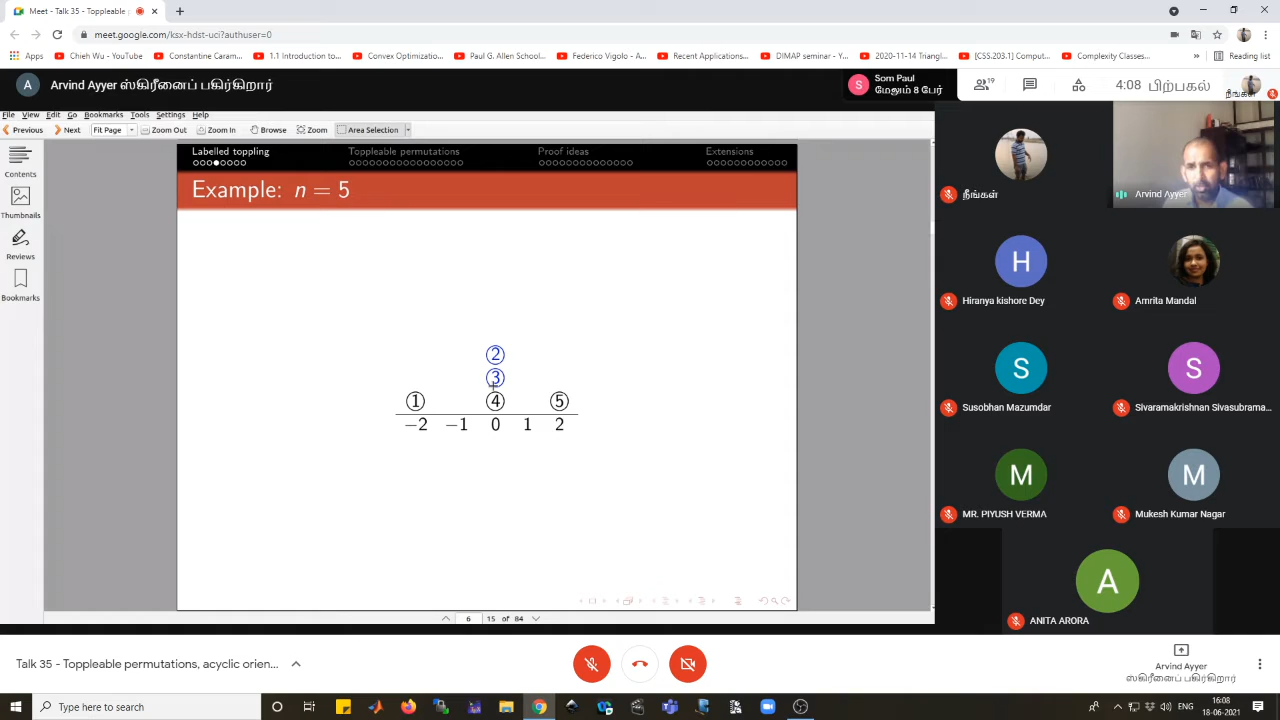 Meet - Talk 35 - Toppleable
meet.google.com/ksx-hdst-uci?authuser=0
Apps Chieh Wu - YouTube Constantine Caram... 1.1 Introduction to... Convex Optimizatio... Paul G. Allen School... Federico Vigolo - A... Recent Applications... DIMAP seminar - Y... 2020-11-14 Triangl... [CSS.203.1] Comput... Complexity Classes... » Reading list
A Arvind Ayyer ஸ்கிரீனைப் பகிர்கிறார்
S Som Paul
மேலும் 8 பேர்
19
4:08 பிற்பகல்
நீங்கள்
File View Edit Go Bookmarks Tools Settings Help
Previous Next Fit Page Zoom Out Zoom In Browse Zoom Area Selection
Contents
Thumbnails
Reviews
Bookmarks
Labelled toppling Toppleable permutations Proof ideas Extensions
Example: n = 5
2
3
1 4 5
−2 −1 0 1 2
6 15 of 84
நீங்கள்
Arvind Ayyer
H
Hiranya kishore Dey
Amrita Mandal
S
Susobhan Mazumdar
S
Sivaramakrishnan Sivasubrama...
M
MR. PIYUSH VERMA
M
Mukesh Kumar Nagar
A
ANITA ARORA
Talk 35 - Toppleable permutations, acyclic orien...
Arvind Ayyer
ஸ்கிரீனைப் பகிர்கிறார்
Type here to search
ENG
16:08
18-06-2021